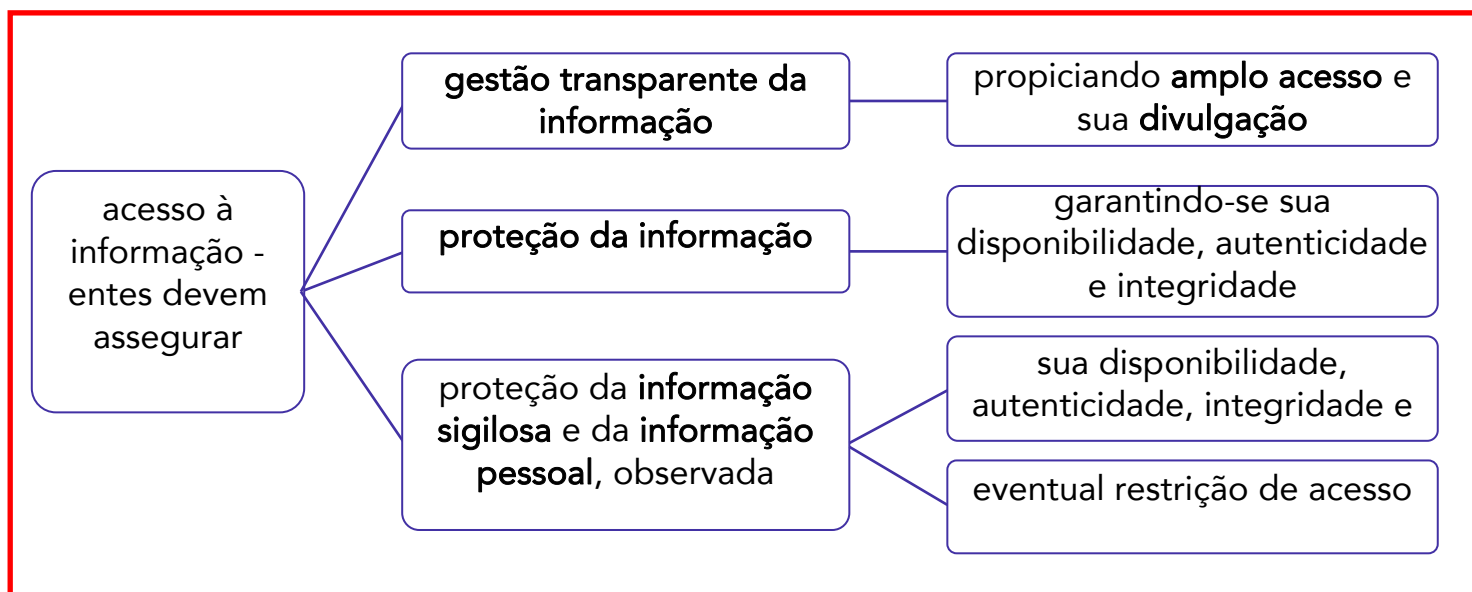 acesso à
informação -
entes devem
assegurar
gestão transparente da
informação
propiciando amplo acesso e
sua divulgação
proteção da informação
garantindo-se sua
disponibilidade, autenticidade
e integridade
proteção da informação
sigilosa e da informação
pessoal, observada
sua disponibilidade,
autenticidade, integridade e
eventual restrição de acesso